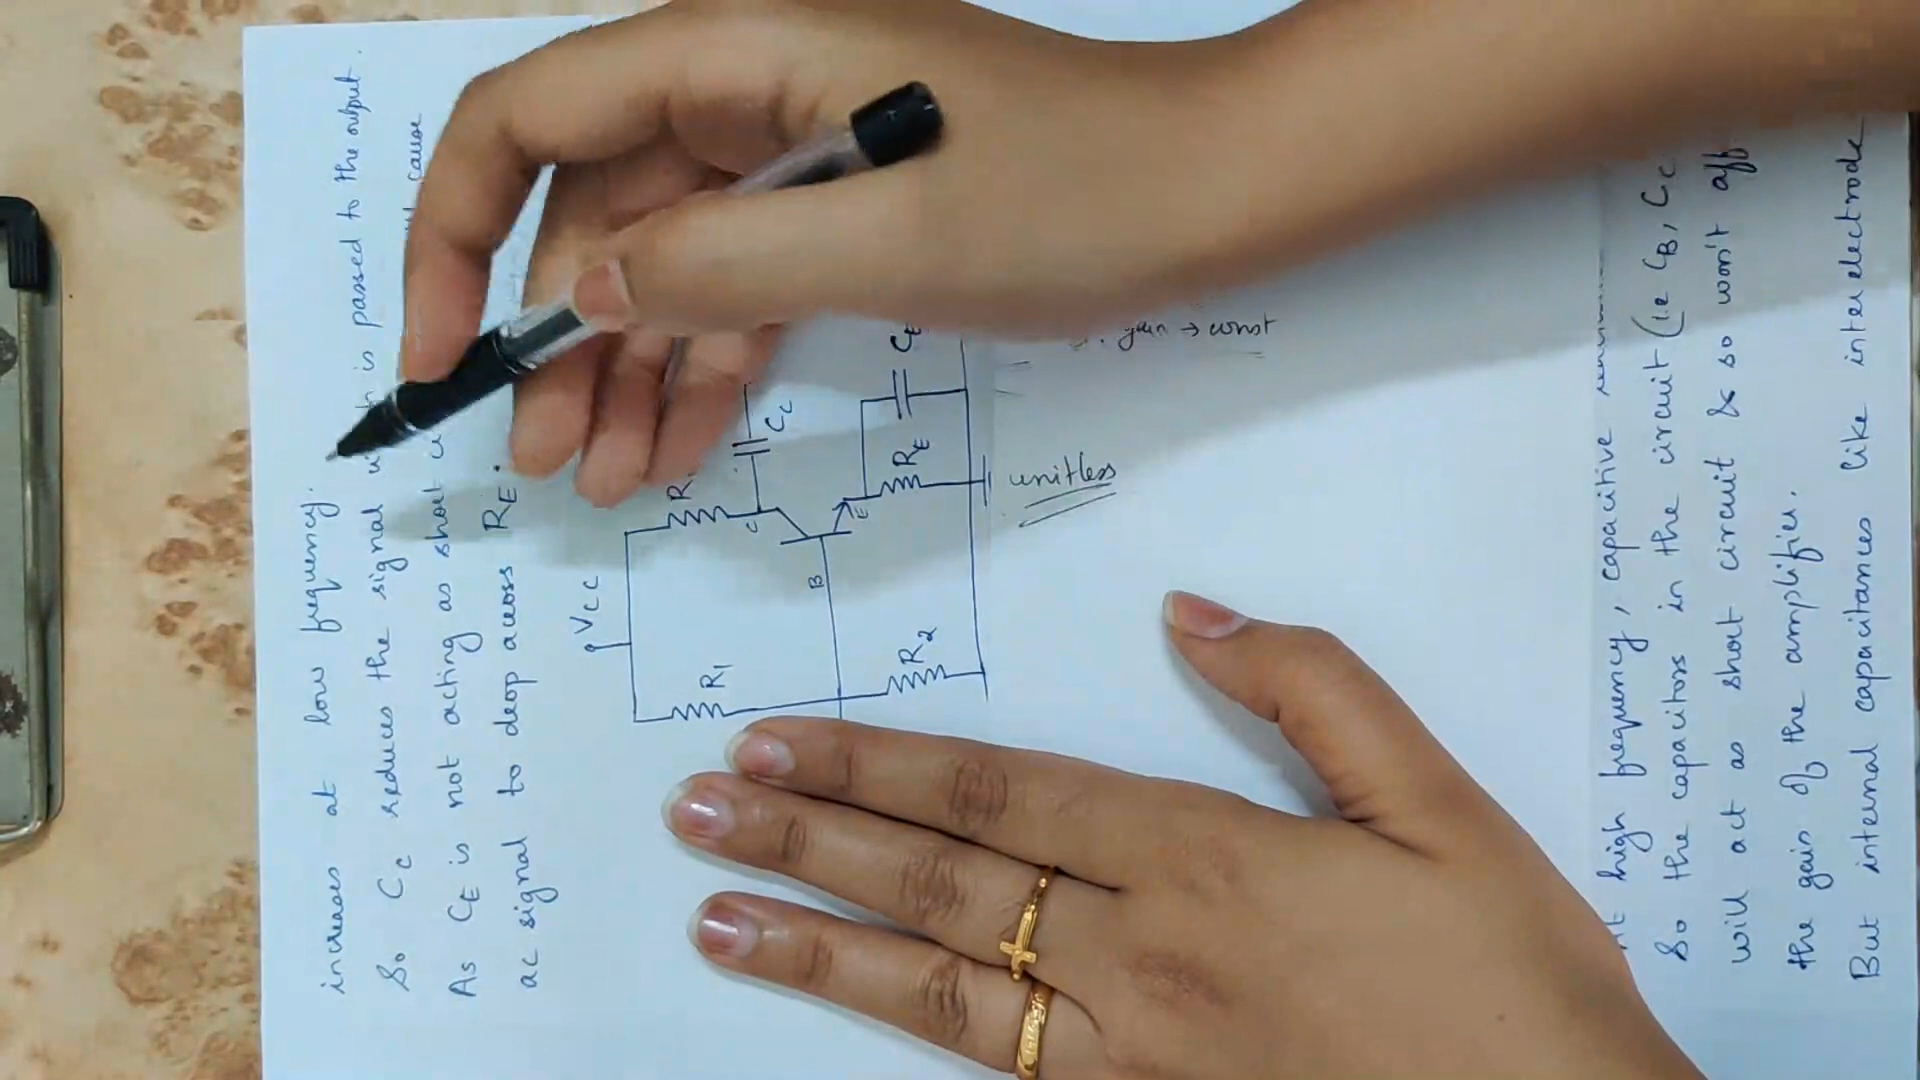 increases at low frequency.
So CC reduces the signal is passed to the output.
As CE is not acting as short cause
ac signal to drop across RE.
VCC
R1
R
C
CC
B
E
R2
RE
CE
unitless
gain → const
high frequency, capacitive
So the capacitors in the circuit (ie CB, CC
will act as short circuit & so won't aff
the gain of the amplifier.
But internal capacitances like interelectrode